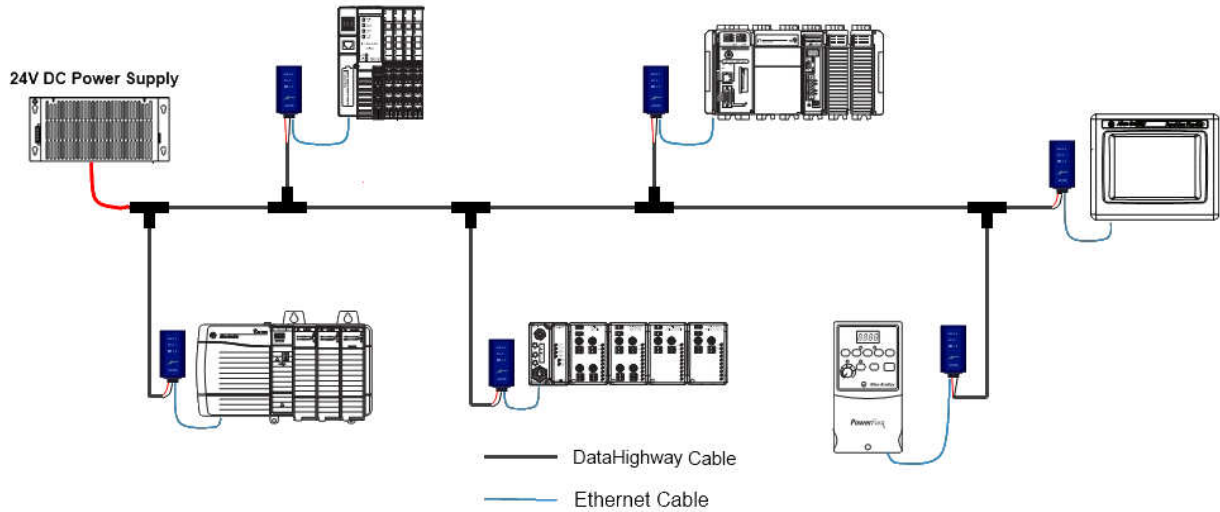 24V DC Power Supply
PowerFlex
DataHighway Cable
Ethernet Cable